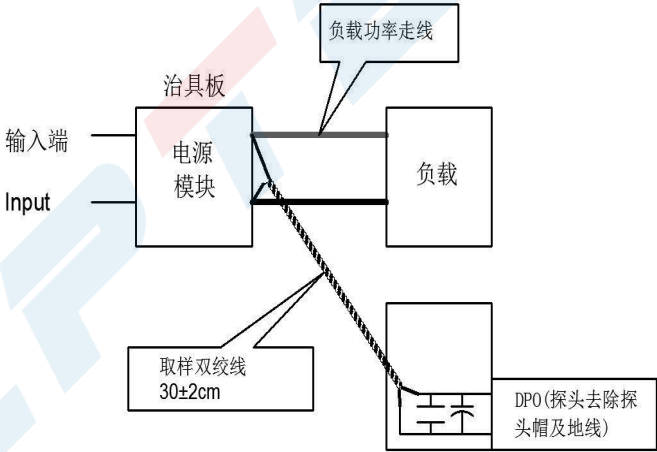 负载功率走线
治具板
输入端
电源
模块
负载
Input
取样双绞线
30±2cm
DPO(探头去除探
头帽及地线)